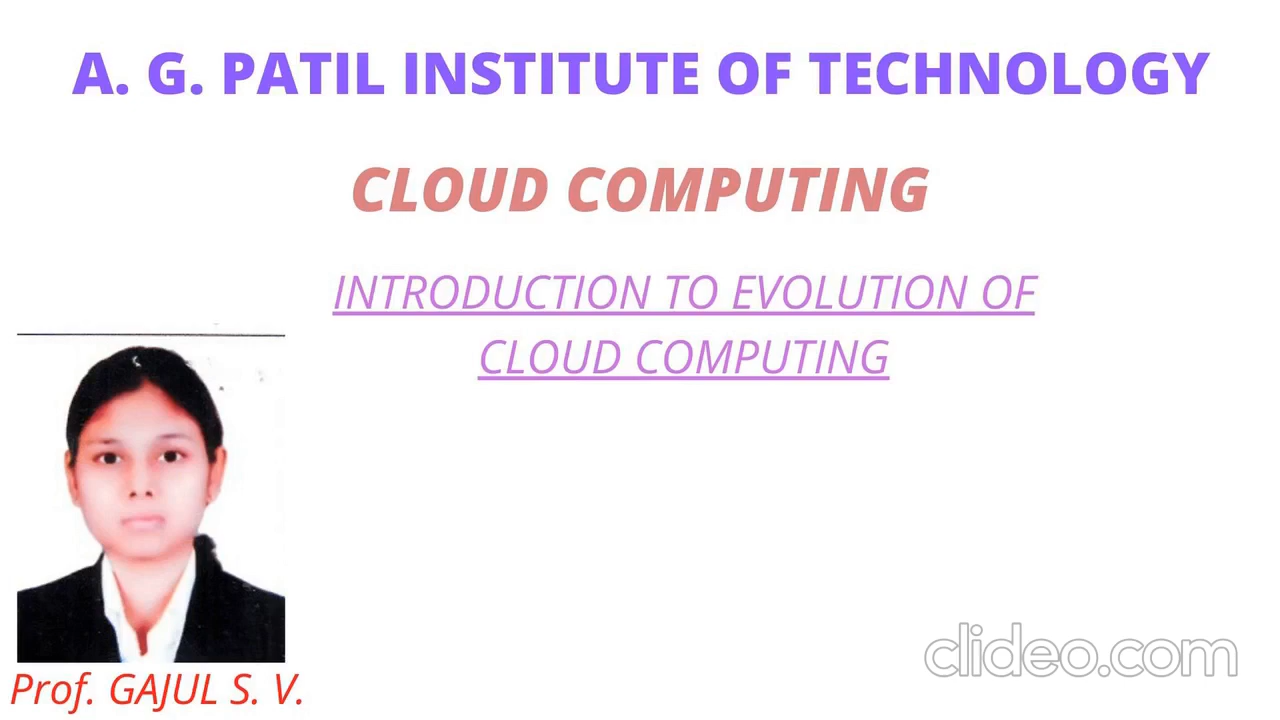 A. G. PATIL INSTITUTE OF TECHNOLOGY
CLOUD COMPUTING
INTRODUCTION TO EVOLUTION OF
CLOUD COMPUTING
Prof. GAJUL S. V.
clideo.com